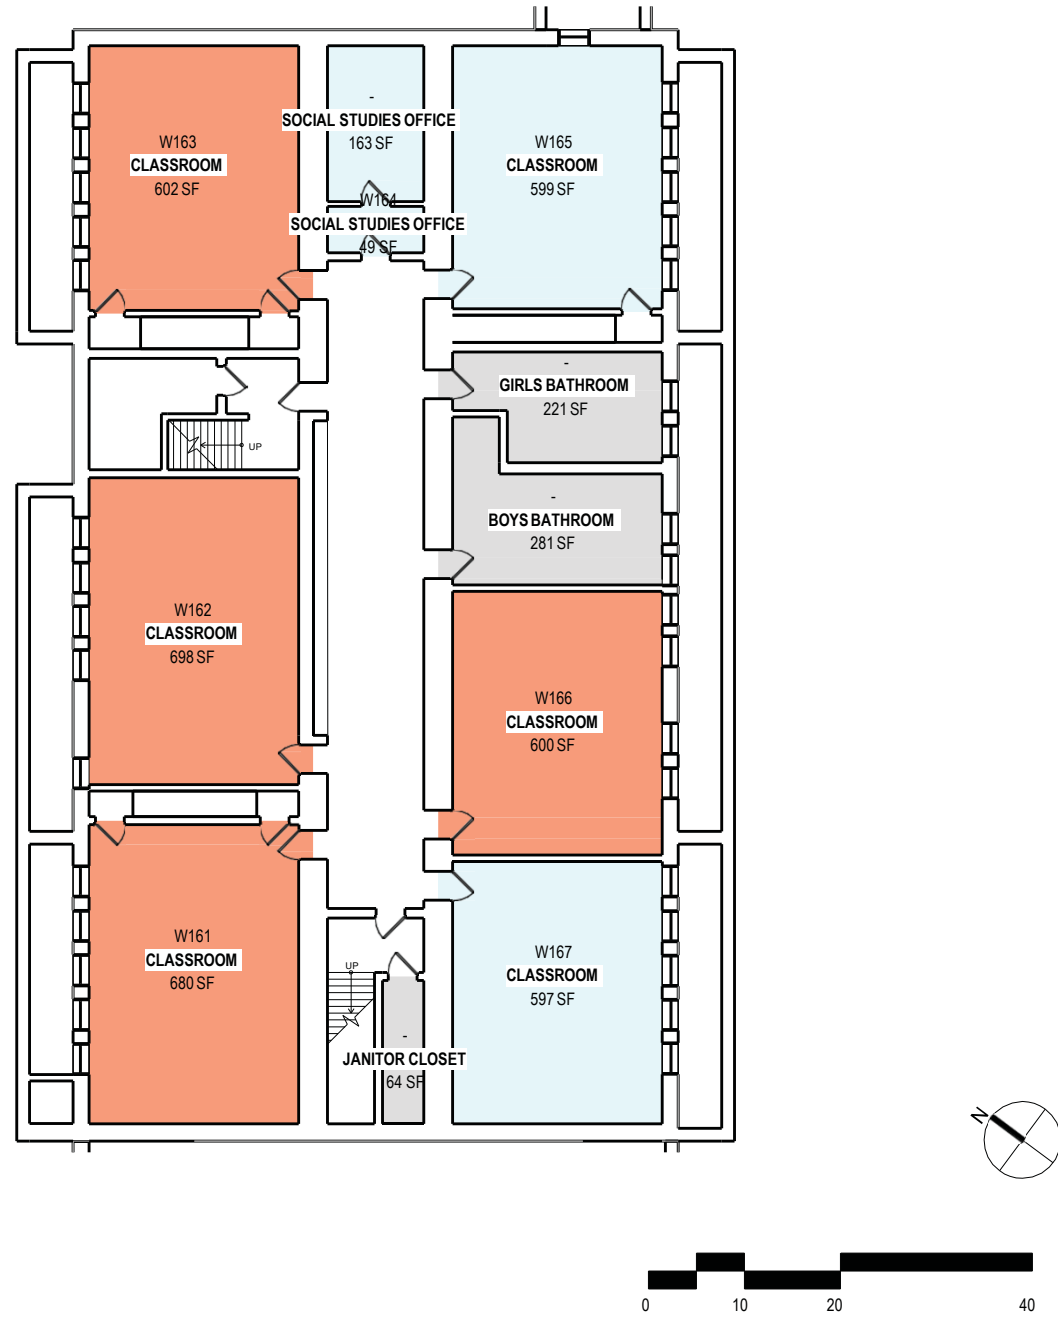 W163
CLASSROOM
602 SF
-
SOCIAL STUDIES OFFICE
163 SF
W164
SOCIAL STUDIES OFFICE
49 SF
W165
CLASSROOM
599 SF
-
GIRLS BATHROOM
221 SF
UP
-
BOYS BATHROOM
281 SF
W162
CLASSROOM
698 SF
W166
CLASSROOM
600 SF
W161
CLASSROOM
680 SF
UP
-
JANITOR CLOSET
64 SF
W167
CLASSROOM
597 SF
N
0 10 20 40